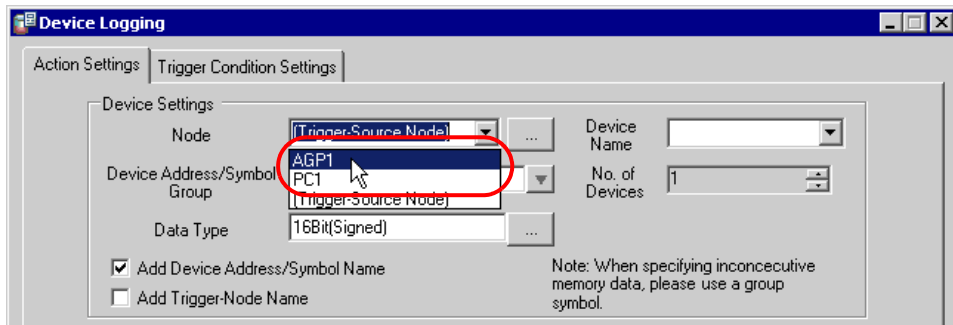 Device Logging
Action Settings
Trigger Condition Settings
Device Settings
Node
(Trigger-Source Node)
...
Device
Name
AGP1
PC1
(Trigger-Source Node)
Device Address/Symbol
Group
No. of
Devices
1
Data Type
16Bit(Signed)
...
Add Device Address/Symbol Name
Add Trigger-Node Name
Note: When specifying inconcecutive
memory data, please use a group
symbol.